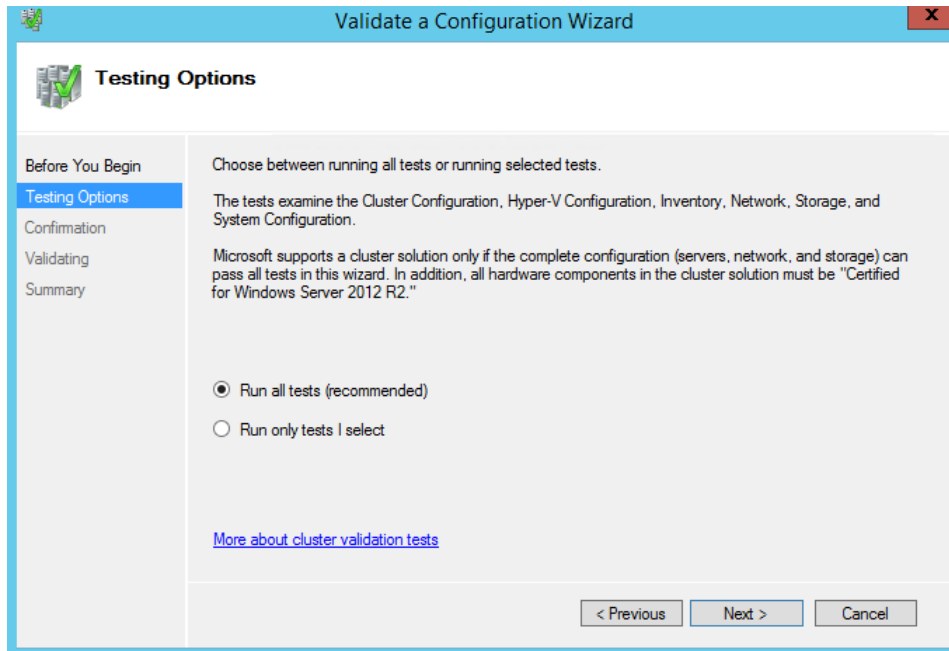 Validate a Configuration Wizard
x
Testing Options
Before You Begin
Testing Options
Confirmation
Validating
Summary
Choose between running all tests or running selected tests.
The tests examine the Cluster Configuration, Hyper-V Configuration, Inventory, Network, Storage, and
System Configuration.
Microsoft supports a cluster solution only if the complete configuration (servers, network, and storage) can
pass all tests in this wizard. In addition, all hardware components in the cluster solution must be "Certified
for Windows Server 2012 R2."
Run all tests (recommended)
Run only tests I select
More about cluster validation tests
< Previous
Next >
Cancel